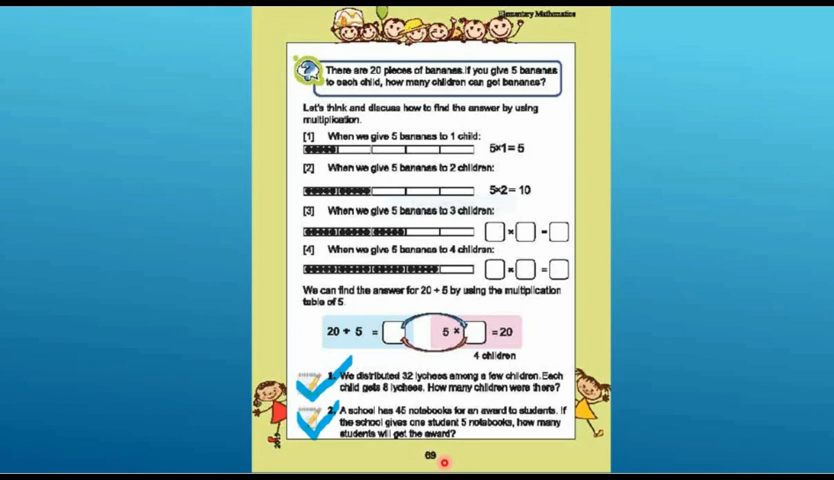 Elementary Mathematics
There are 20 pieces of bananas.If you give 5 bananas
to each child, how many children can get bananas?
Let's think and discuss how to find the answer by using
multiplication.
[1] When we give 5 bananas to 1 child:
5×1= 5
[2] When we give 5 bananas to 2 children:
5×2= 10
[3] When we give 5 bananas to 3 children:
× =
[4] When we give 5 bananas to 4 children:
× =
We can find the answer for 20 ÷ 5 by using the multiplication
table of 5.
20 ÷ 5 = 5 × = 20
4 children
1. We distributed 32 lychees among a few children.Each
child gets 8 lychees. How many children were there?
2. A school has 45 notebooks for an award to students. If
the school gives one student 5 notebooks, how many
students will get the award?
69